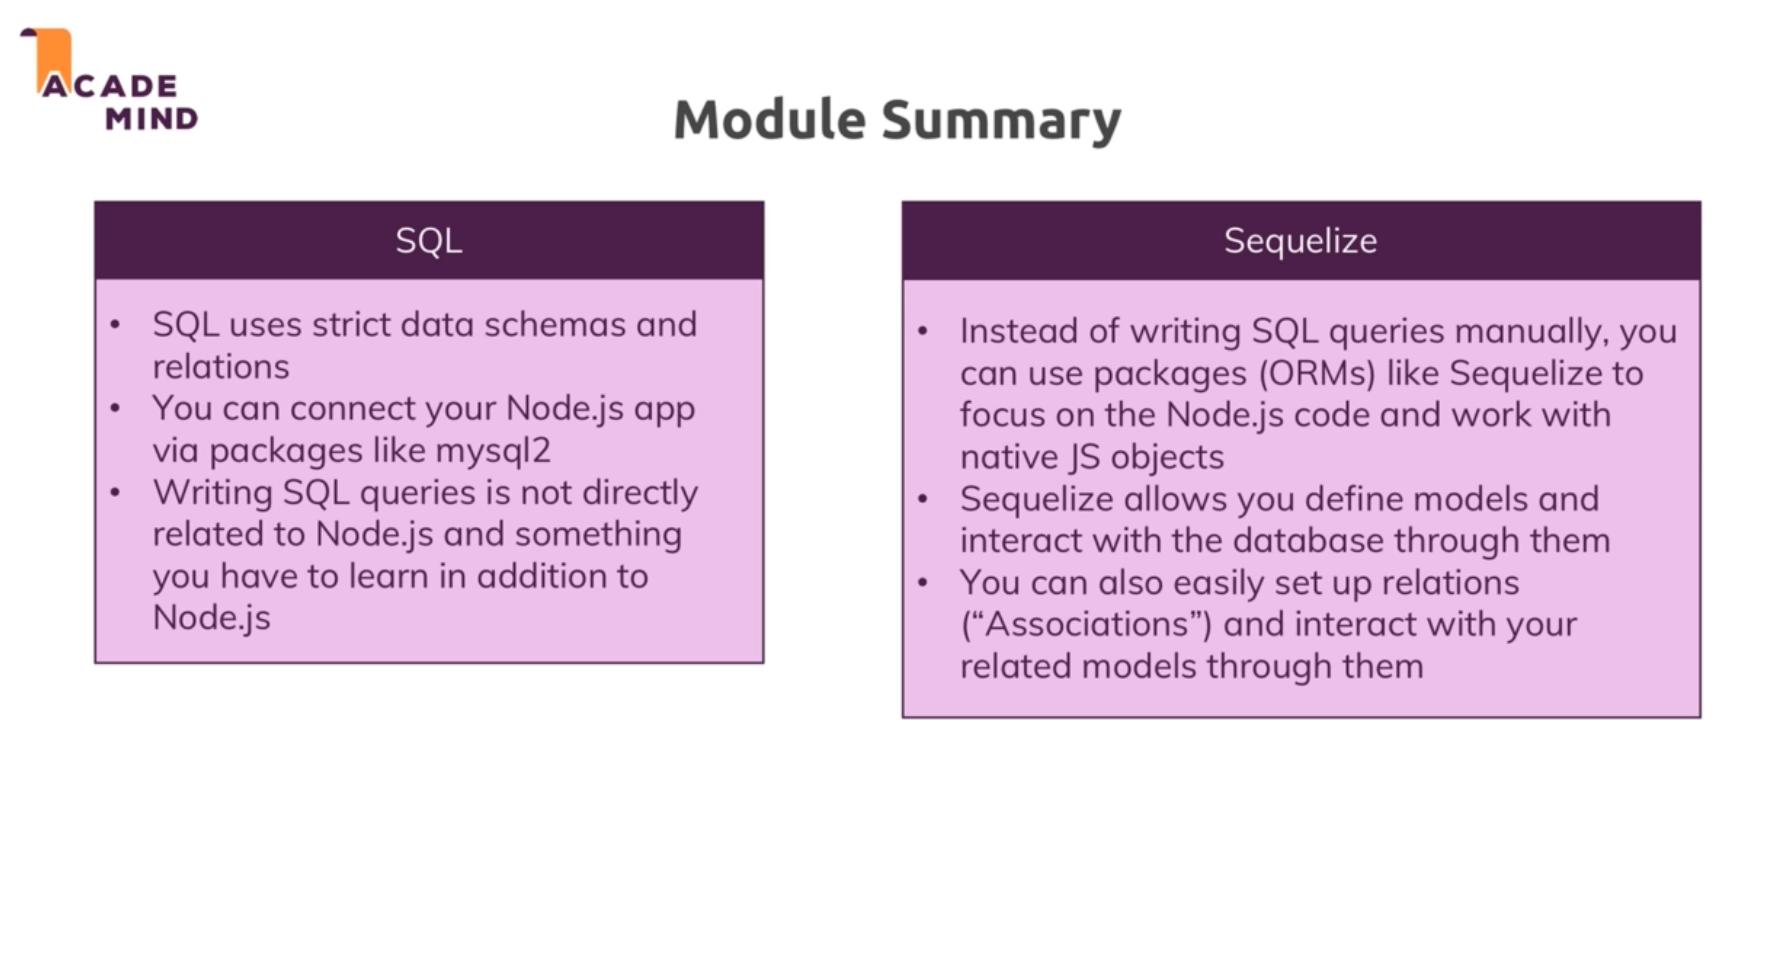 ACADE
MIND
Module Summary
SQL
• SQL uses strict data schemas and
relations
• You can connect your Node.js app
via packages like mysql2
• Writing SQL queries is not directly
related to Node.js and something
you have to learn in addition to
Node.js
Sequelize
• Instead of writing SQL queries manually, you
can use packages (ORMs) like Sequelize to
focus on the Node.js code and work with
native JS objects
• Sequelize allows you define models and
interact with the database through them
• You can also easily set up relations
(“Associations”) and interact with your
related models through them